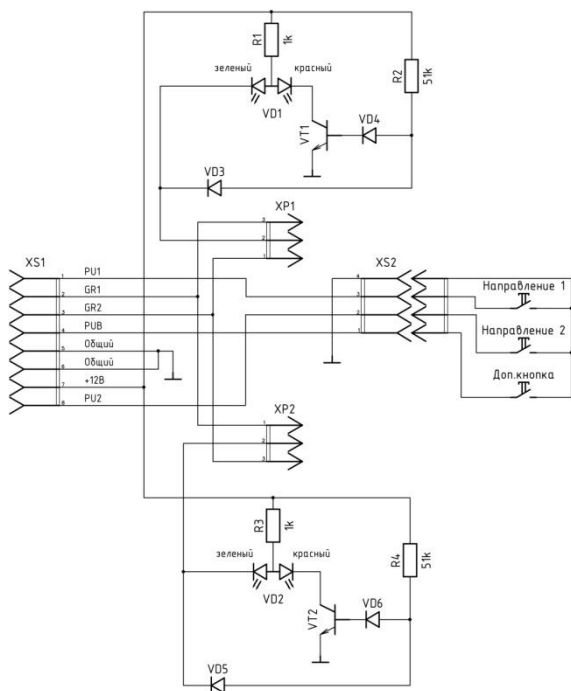 R1
1k
R2
51k
зеленый
красный
VD1
VT1
VD4
VD3
XP1
3
2
1
XS1
XS2
1
PU1
2
GR1
3
GR2
4
PUB
5
Общий
6
Общий
7
+12В
8
PU2
4
3
2
1
Направление 1
Направление 2
Доп.кнопка
XP2
1
2
3
R3
1k
R4
51k
зеленый
красный
VD2
VT2
VD6
VD5